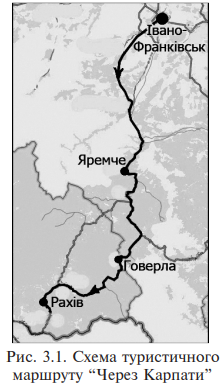 Івано-
Франківськ
Яремче
Говерла
Рахів
Рис. 3.1. Схема туристичного
маршруту “Через Карпати”